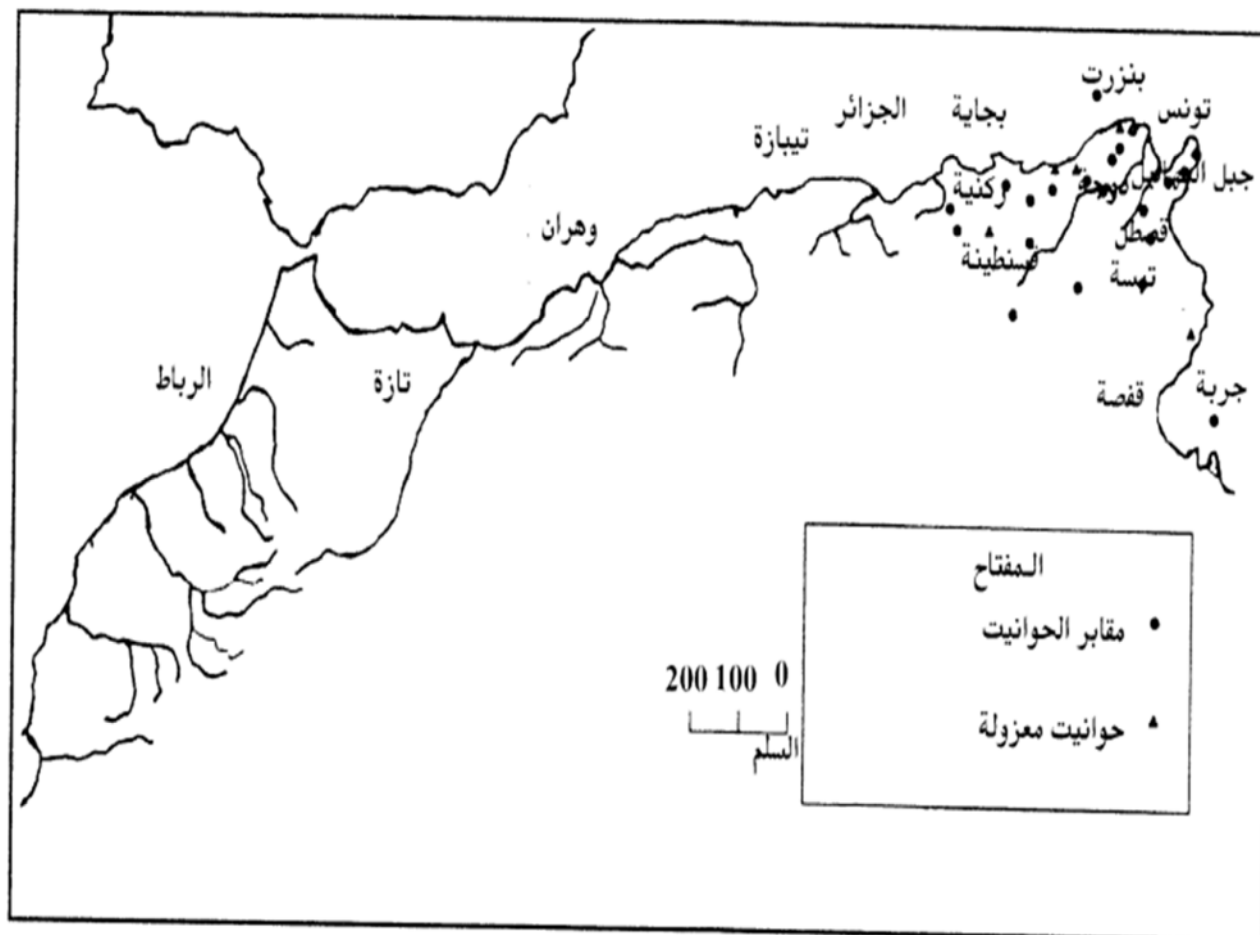 بنزرت
تونس
الجزائر
بجاية
تيبازة
جبل
ركنية
وهران
قسنطينة
تبسة
الرباط
تازة
قفصة
جربة
المفتاح
مقابر الحوانيت
حوانيت معزولة
200 100 0
السلم